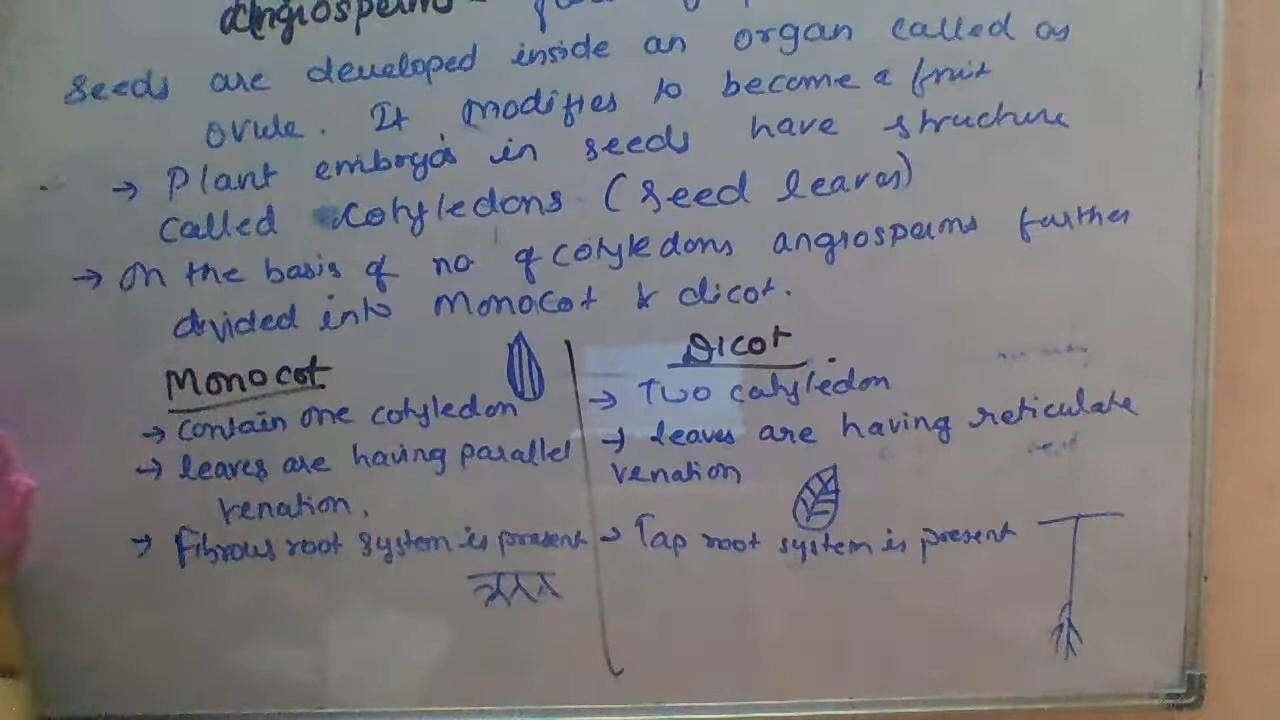 Angiosperms -
seeds are developed inside an organ called as
ovule. It modifies to become a fruit
→ Plant embryo's in seeds have structure
called cotyledons (seed leaves)
→ On the basis of no of cotyledons angiosperms further
divided into Monocot & dicot.
Monocot
→ contain one cotyledon
→ leaves are having parallel
venation.
→ Fibrous root system is present
Dicot
→ Two cotyledon
→ leaves are having reticulate
venation
→ Tap root system is present